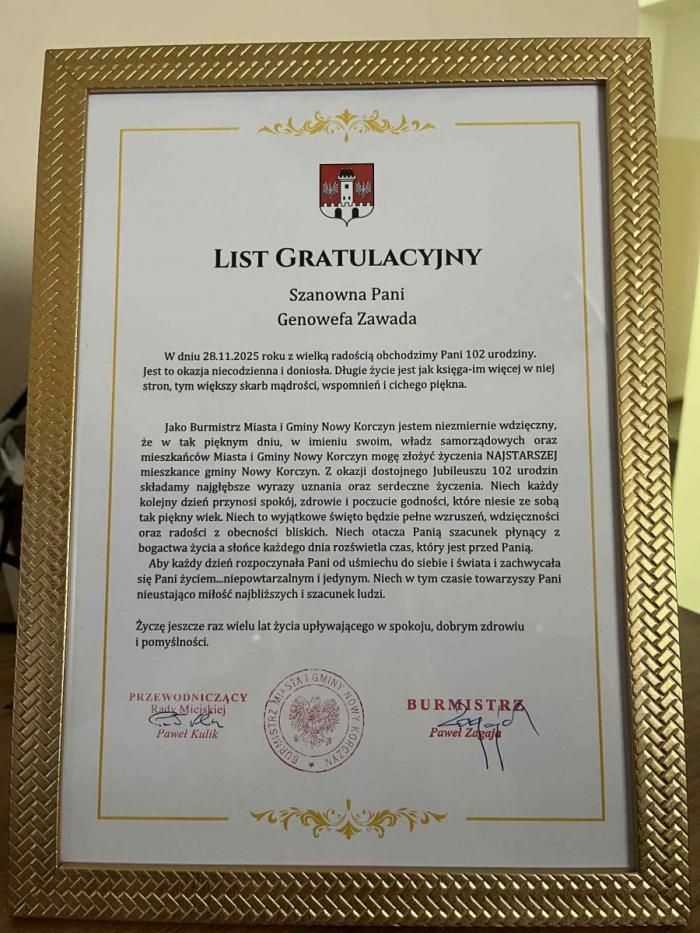 LIST GRATULACYJNY
Szanowna Pani
Genowefa Zawada
W dniu 28.11.2025 roku z wielką radością obchodzimy Pani 102 urodziny.
Jest to okazja niecodzienna i doniosła. Długie życie jest jak księga-im więcej w niej
stron, tym większy skarb mądrości, wspomnień i cichego piękna.
Jako Burmistrz Miasta i Gminy Nowy Korczyn jestem niezmiernie wdzięczny,
że w tak pięknym dniu, w imieniu swoim, władz samorządowych oraz
mieszkańców Miasta i Gminy Nowy Korczyn mogę złożyć życzenia NAJSTARSZEJ
mieszkance gminy Nowy Korczyn. Z okazji dostojnego Jubileuszu 102 urodzin
składamy najgłębsze wyrazy uznania oraz serdeczne życzenia. Niech każdy
kolejny dzień przynosi spokój, zdrowie i poczucie godności, które niesie ze sobą
tak piękny wiek. Niech to wyjątkowe święto będzie pełne wzruszeń, wdzięczności
oraz radości z obecności bliskich. Niech otacza Panią szacunek płynący z
bogactwa życia a słońce każdego dnia rozświetla czas, który jest przed Panią.
Aby każdy dzień rozpoczynała Pani od uśmiechu do siebie i świata i zachwycała
się Pani życiem...niepowtarzalnym i jedynym. Niech w tym czasie towarzyszy Pani
nieustająco miłość najbliższych i szacunek ludzi.
Życzę jeszcze raz wielu lat życia upływającego w spokoju, dobrym zdrowiu
i pomyślności.
PRZEWODNICZĄCY
Rady Miejskiej
Paweł Kulik
BURMISTRZ MIASTA I GMINY NOWY KORCZYN
BURMISTRZ
Paweł Zagaja